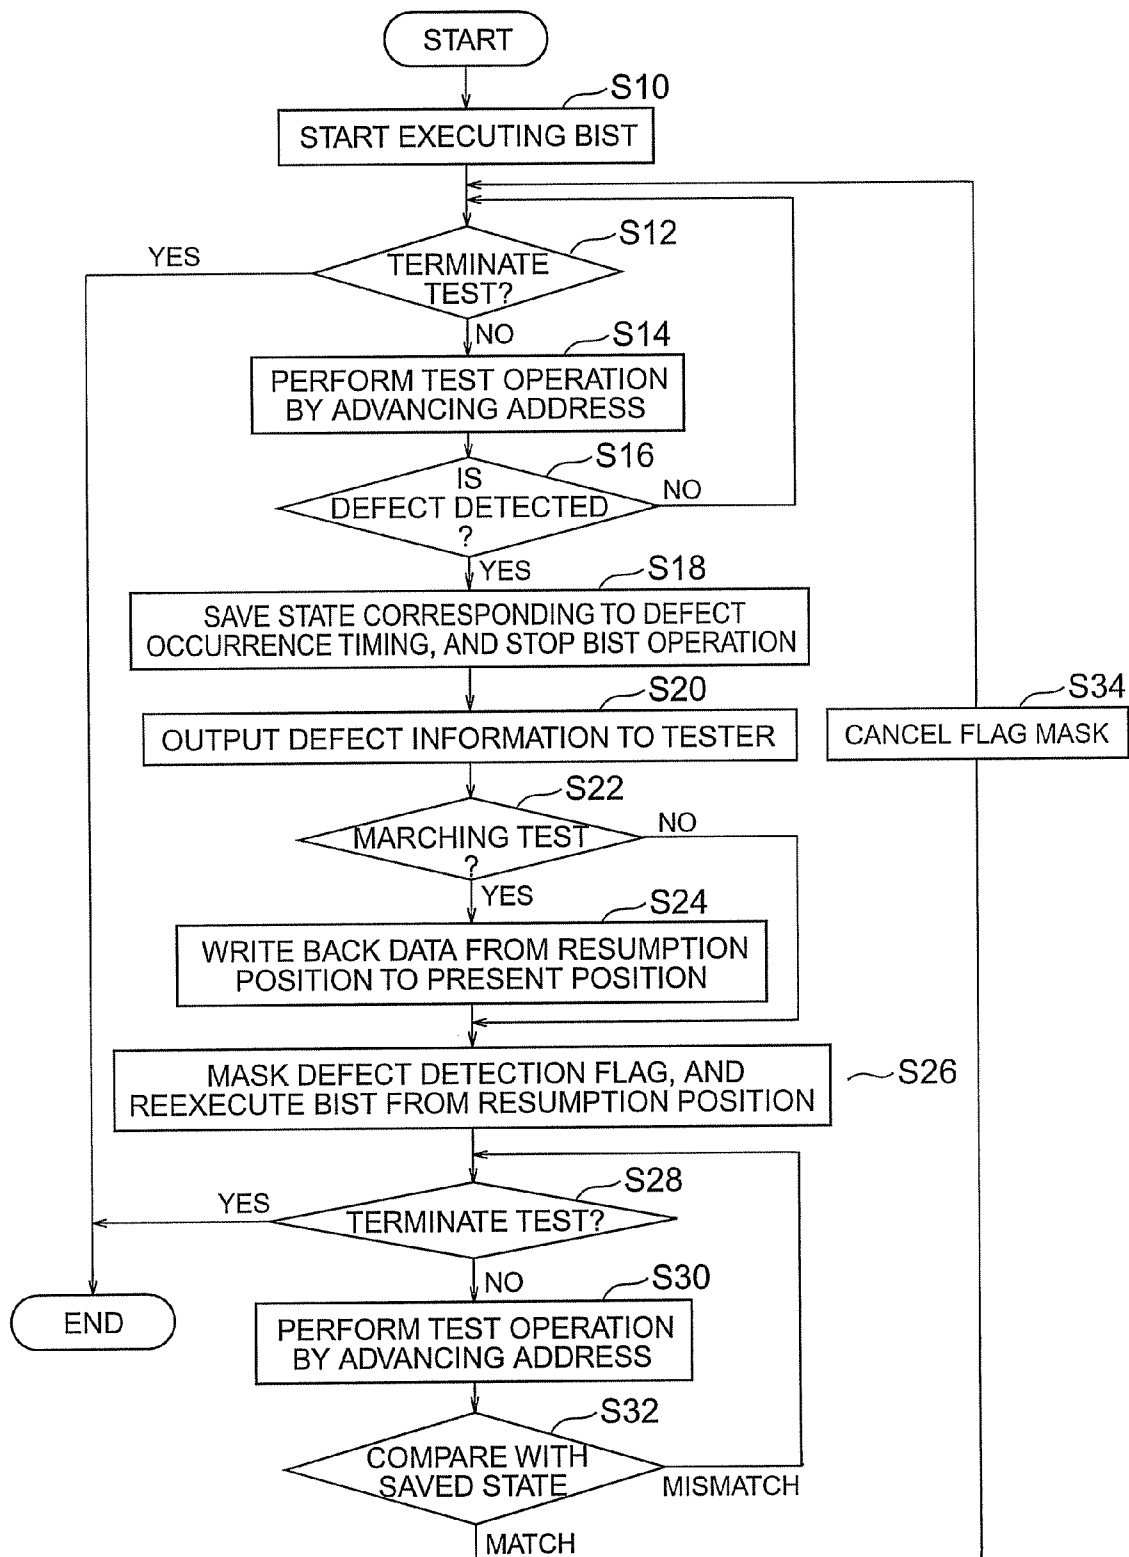 START
S10
START EXECUTING BIST
S12
YES
TERMINATE
TEST?
NO
S14
PERFORM TEST OPERATION
BY ADVANCING ADDRESS
S16
IS
DEFECT DETECTED
?
NO
YES
S18
SAVE STATE CORRESPONDING TO DEFECT
OCCURRENCE TIMING, AND STOP BIST OPERATION
S20
OUTPUT DEFECT INFORMATION TO TESTER
S34
CANCEL FLAG MASK
S22
MARCHING TEST
?
NO
YES
S24
WRITE BACK DATA FROM RESUMPTION
POSITION TO PRESENT POSITION
S26
MASK DEFECT DETECTION FLAG, AND
REEXECUTE BIST FROM RESUMPTION POSITION
S28
YES
TERMINATE TEST?
NO
S30
END
PERFORM TEST OPERATION
BY ADVANCING ADDRESS
S32
COMPARE WITH
SAVED STATE
MISMATCH
MATCH